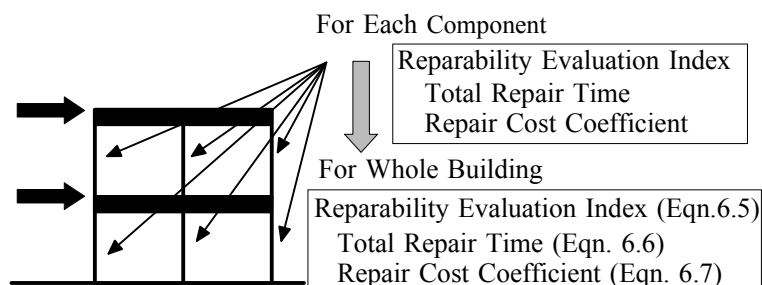 For Each Component
Reparability Evaluation Index
Total Repair Time
Repair Cost Coefficient
For Whole Building
Reparability Evaluation Index (Eqn.6.5)
Total Repair Time (Eqn. 6.6)
Repair Cost Coefficient (Eqn. 6.7)